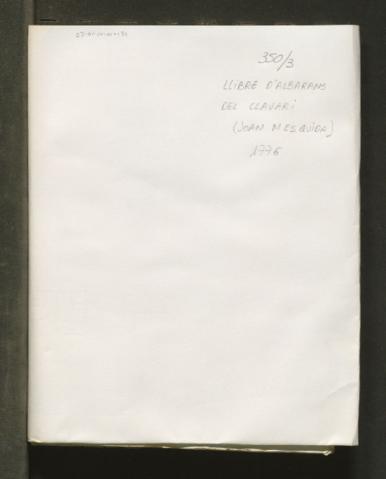 350/3
LLIBRE D'ALBARANS
DEL CLAVARI
(JOAN MESQUIDA)
1776